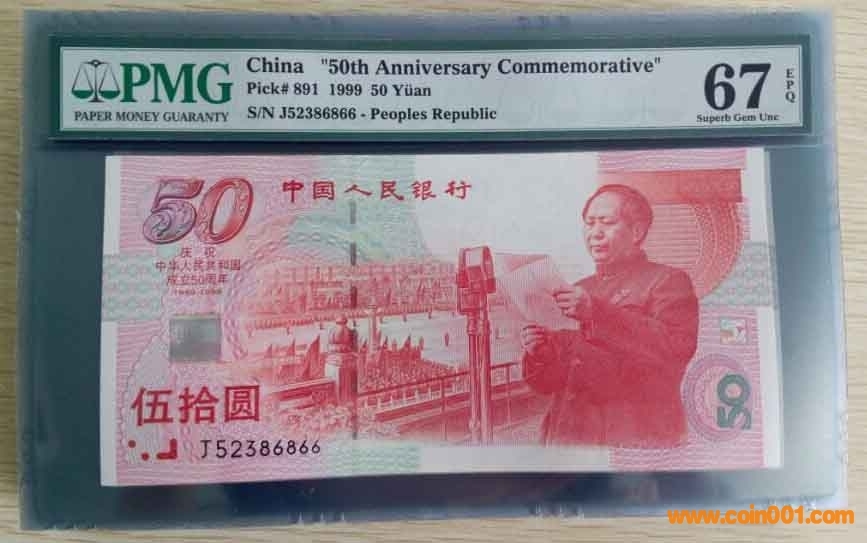 PMG
PAPER MONEY GUARANTY
China "50th Anniversary Commemorative"
Pick# 891 1999 50 Yüan
S/N J52386866 - Peoples Republic
67
EPQ
Superb Gem Unc
50
中国人民银行
庆祝
中华人民共和国
成立50周年
1949-1999
伍拾圆
J52386866
50
www.coin001.com